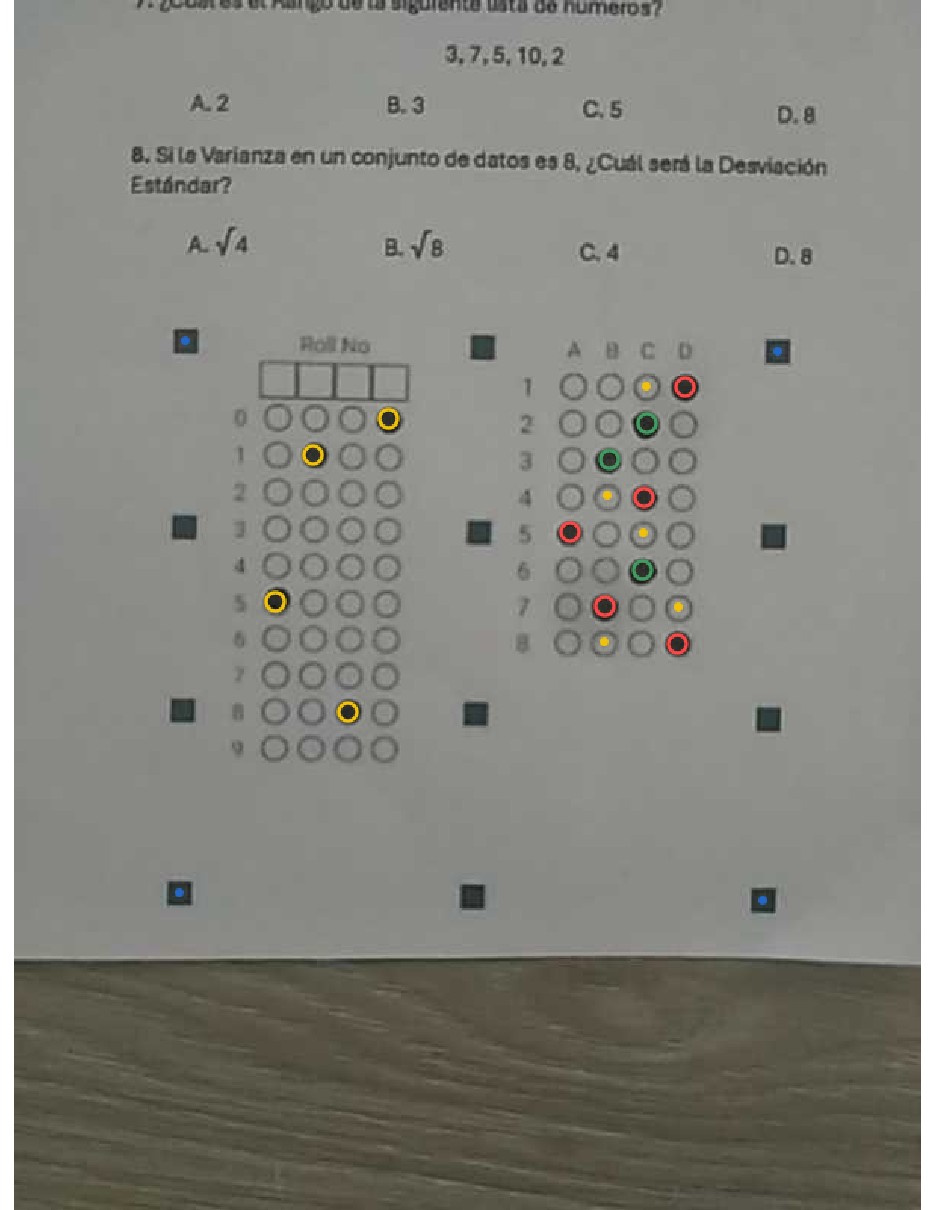 7. ¿Cuál es el Rango de la siguiente lista de números?
3, 7, 5, 10, 2
A. 2 B. 3 C. 5 D. 8
8. Si la Varianza en un conjunto de datos es 8, ¿Cuál será la Desviación
Estándar?
A. √4 B. √8 C. 4 D. 8
Roll No
A B C D
0
1
2
3
4
5
6
7
8
9
1
2
3
4
5
6
7
8